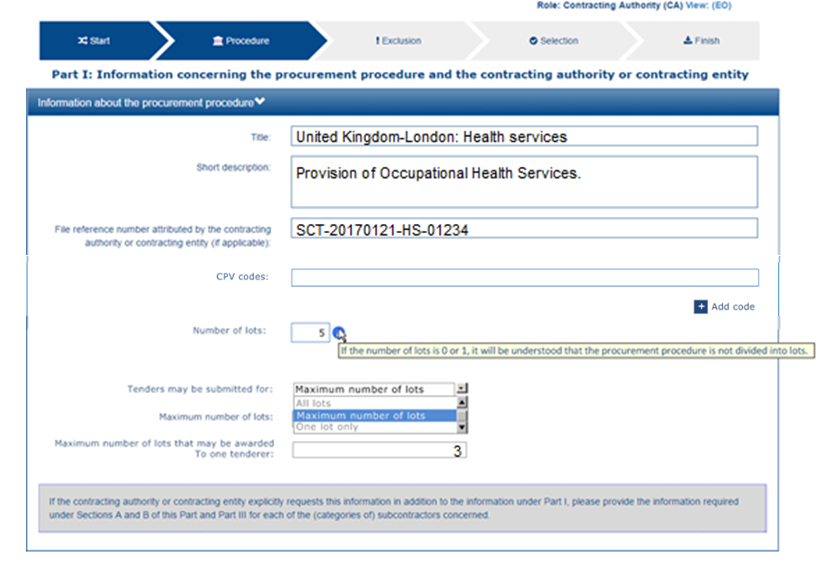 Role: Contracting Authority (CA) View: (EO)
Start
Procedure
! Exclusion
Selection
Finish
Part I: Information concerning the procurement procedure and the contracting authority or contracting entity
Information about the procurement procedure
Title:
United Kingdom-London: Health services
Short description:
Provision of Occupational Health Services.
File reference number attributed by the contracting
authority or contracting entity (if applicable):
SCT-20170121-HS-01234
CPV codes:
+ Add code
Number of lots:
5
If the number of lots is 0 or 1, it will be understood that the procurement procedure is not divided into lots.
Tenders may be submitted for:
Maximum number of lots
All lots
Maximum number of lots:
Maximum number of lots
One lot only
Maximum number of lots that may be awarded
To one tenderer:
3
If the contracting authority or contracting entity explicitly requests this information in addition to the information under Part I, please provide the information required
under Sections A and B of this Part and Part III for each of the (categories of) subcontractors concerned.